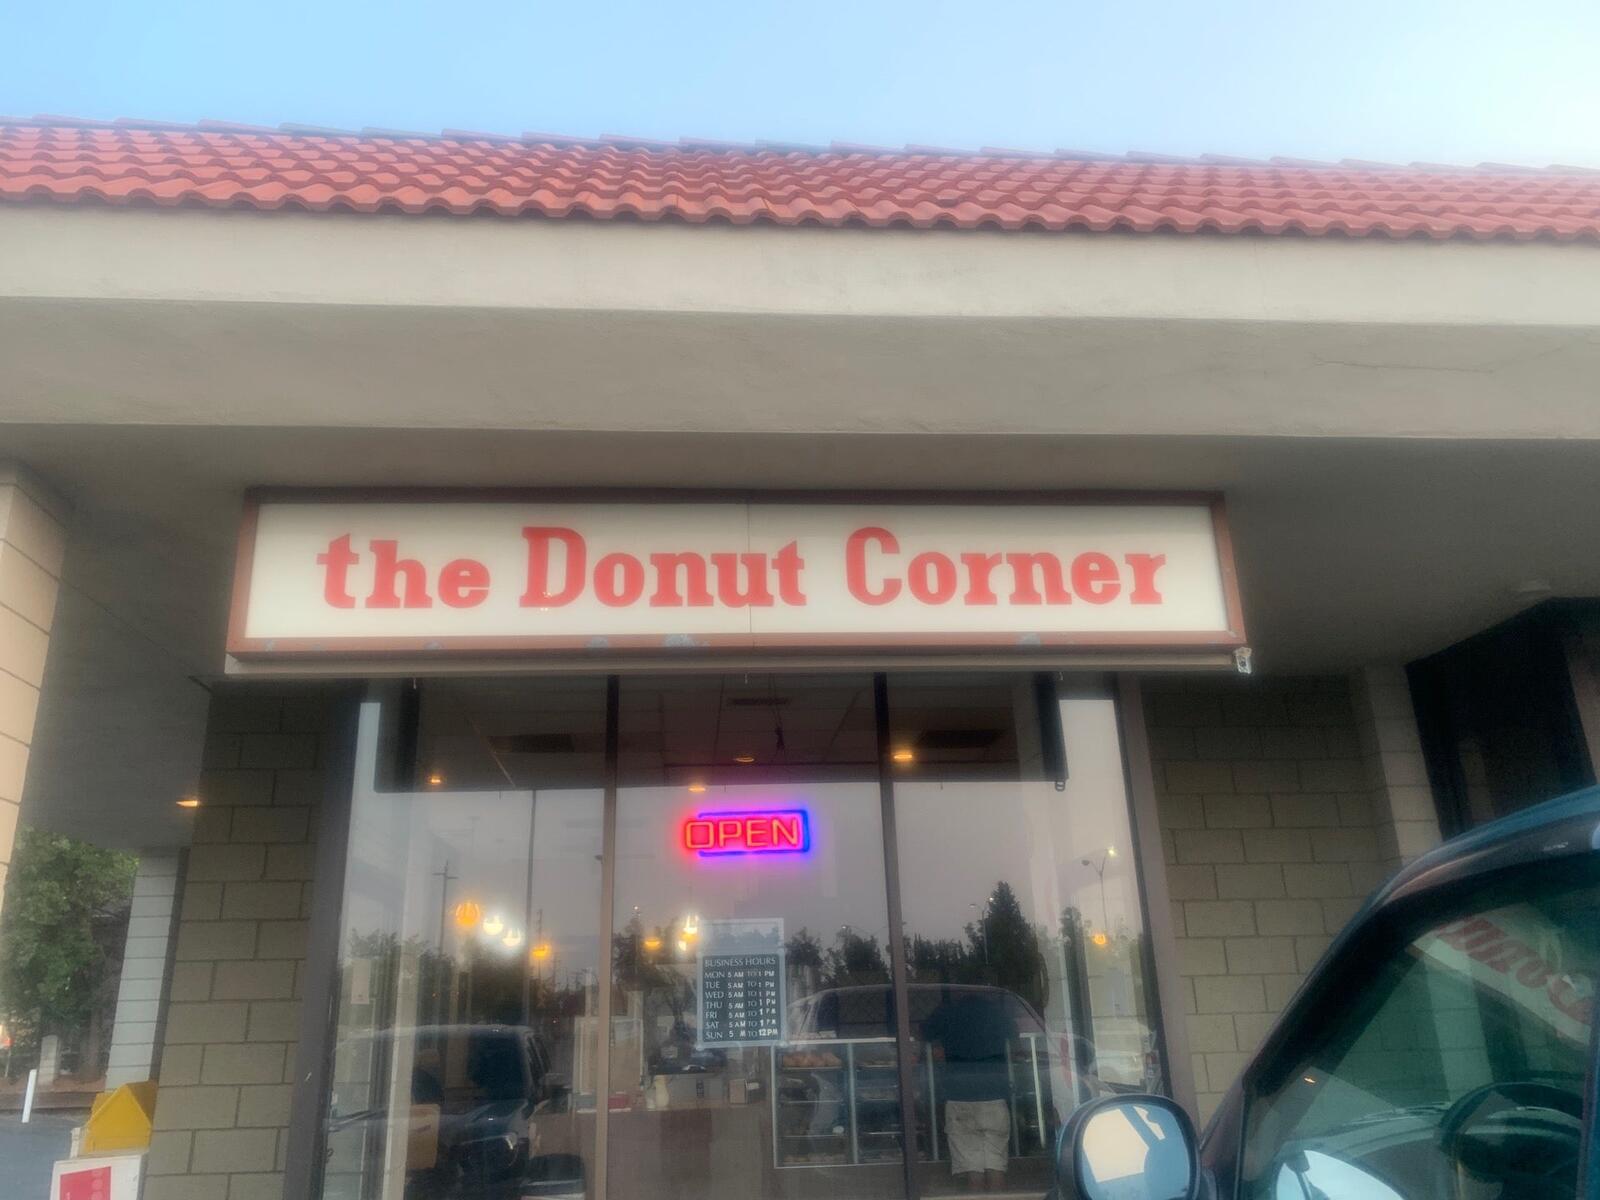 the Donut Corner
OPEN
BUSINESS HOURS
MON 5 AM TO 1 PM
TUE 5 AM TO 1 PM
WED 5 AM TO 1 PM
THU 5 AM TO 1 PM
FRI 5 AM TO 1 PM
SAT 5 AM TO 1 PM
SUN 5 M TO 12 PM